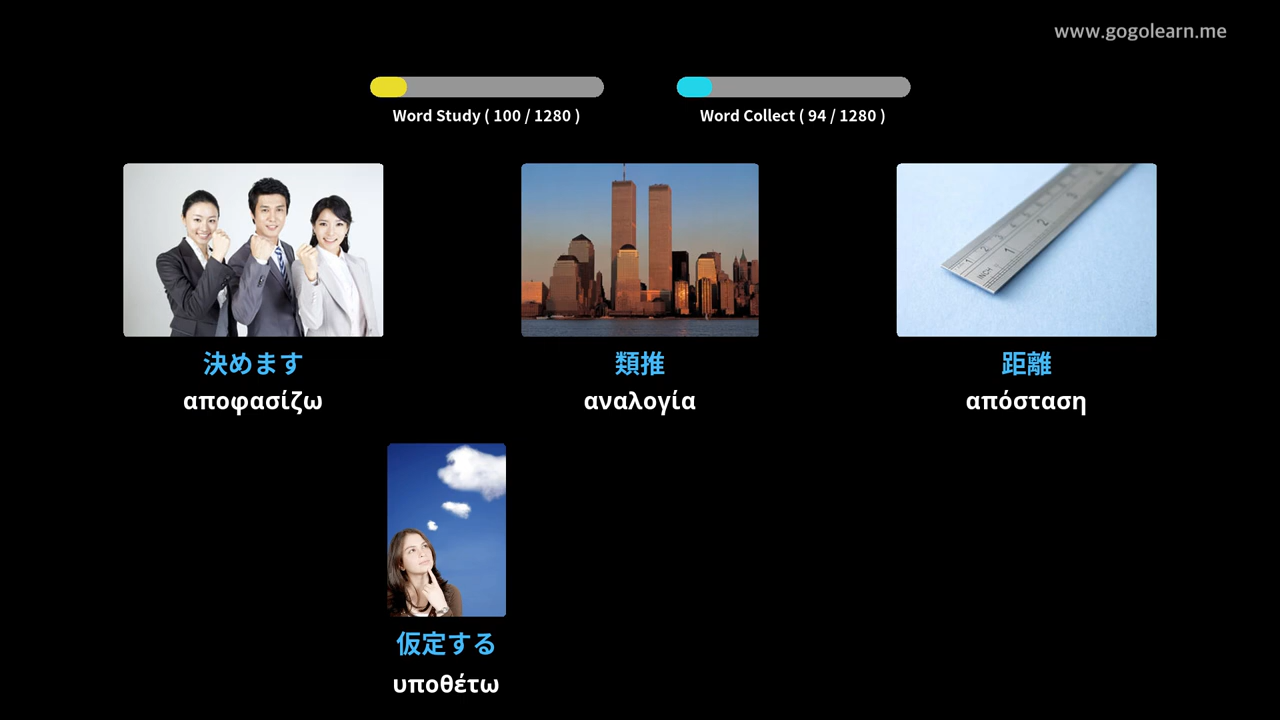 www.gogolearn.me
Word Study ( 100 / 1280 )
Word Collect ( 94 / 1280 )
決めます
αποφασίζω
類推
αναλογία
距離
απόσταση
仮定する
υποθέτω